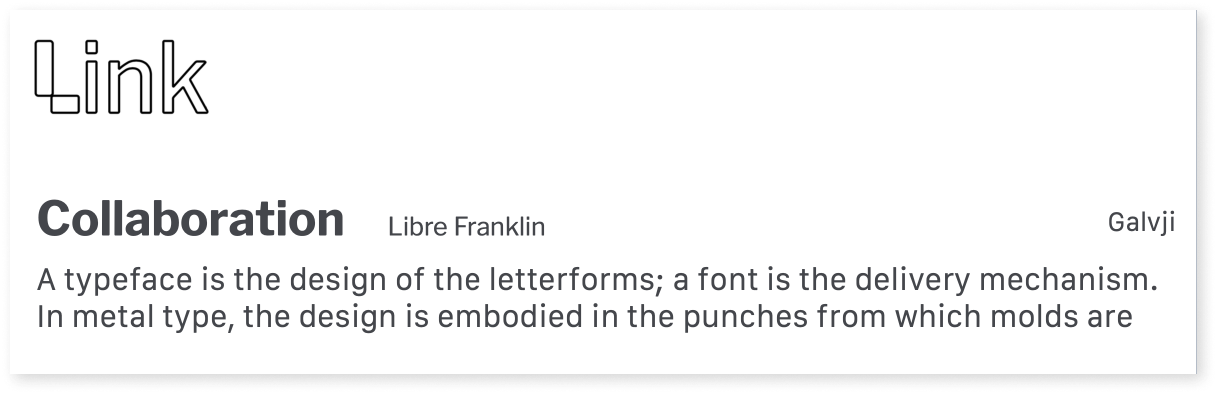 Link
Collaboration Libre Franklin Galvji
A typeface is the design of the letterforms; a font is the delivery mechanism.
In metal type, the design is embodied in the punches from which molds are